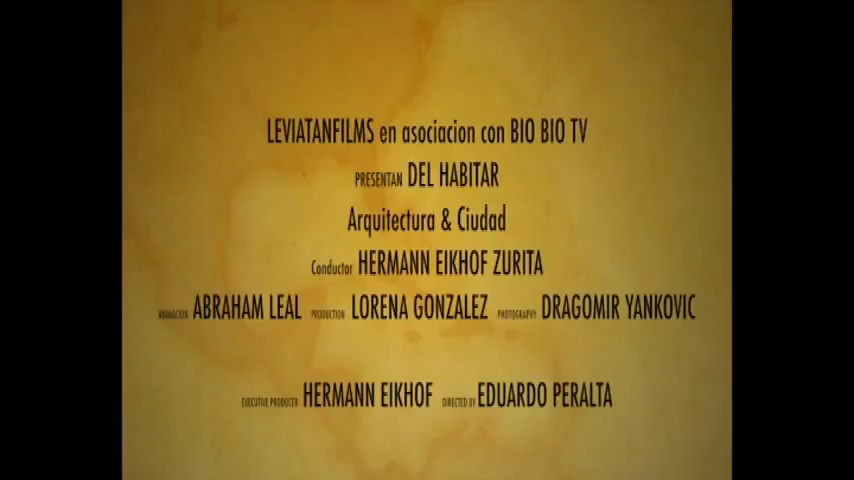 LEVIATANFILMS en asociacion con BIO BIO TV
PRESENTAN DEL HABITAR
Arquitectura & Ciudad
Conductor HERMANN EIKHOF ZURITA
ANIMACION ABRAHAM LEAL PRODUCTION LORENA GONZALEZ PHOTOGRAPHY DRAGOMIR YANKOVIC
EXECUTIVE PRODUCER HERMANN EIKHOF DIRECTED BY EDUARDO PERALTA